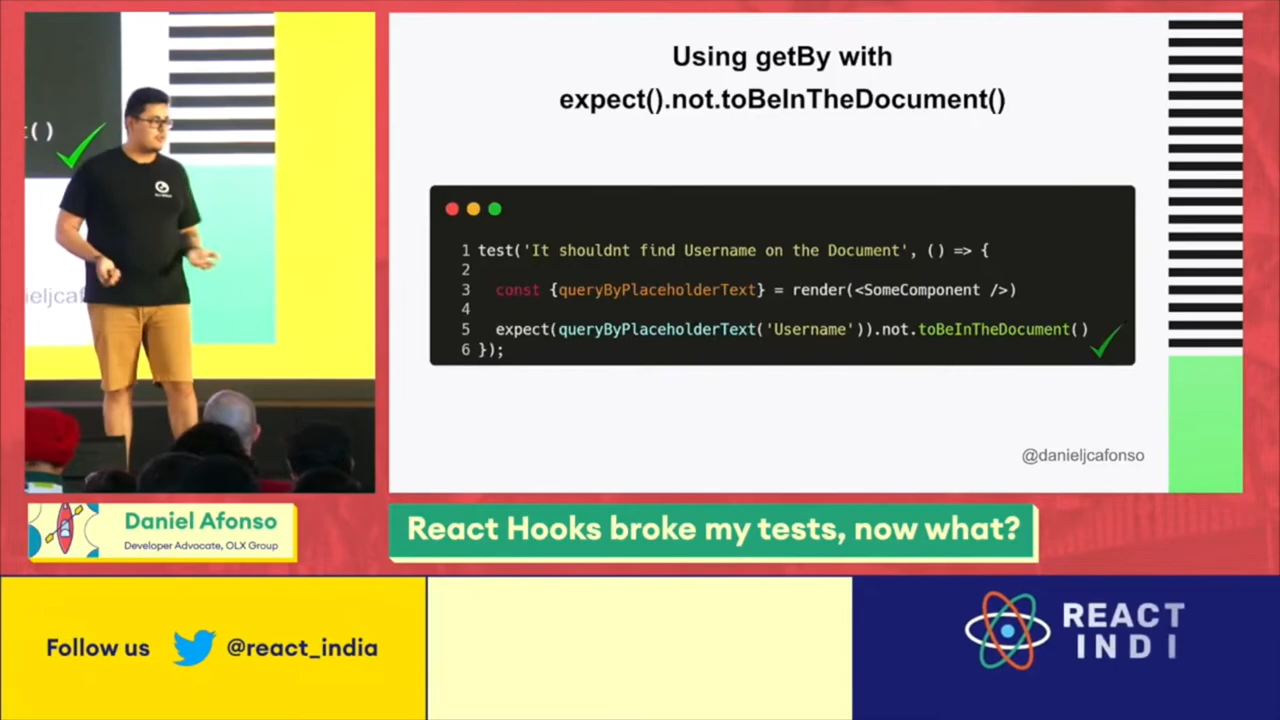 Using getBy with
expect().not.toBeInTheDocument()
1 test('It shouldnt find Username on the Document', () => {
2
3 const {queryByPlaceholderText} = render(<SomeComponent />)
4
5 expect(queryByPlaceholderText('Username')).not.toBeInTheDocument()
6 });
@danieljcafonso
()
Daniel Afonso
Developer Advocate, OLX Group
React Hooks broke my tests, now what?
Follow us @react_india
REACT
INDI